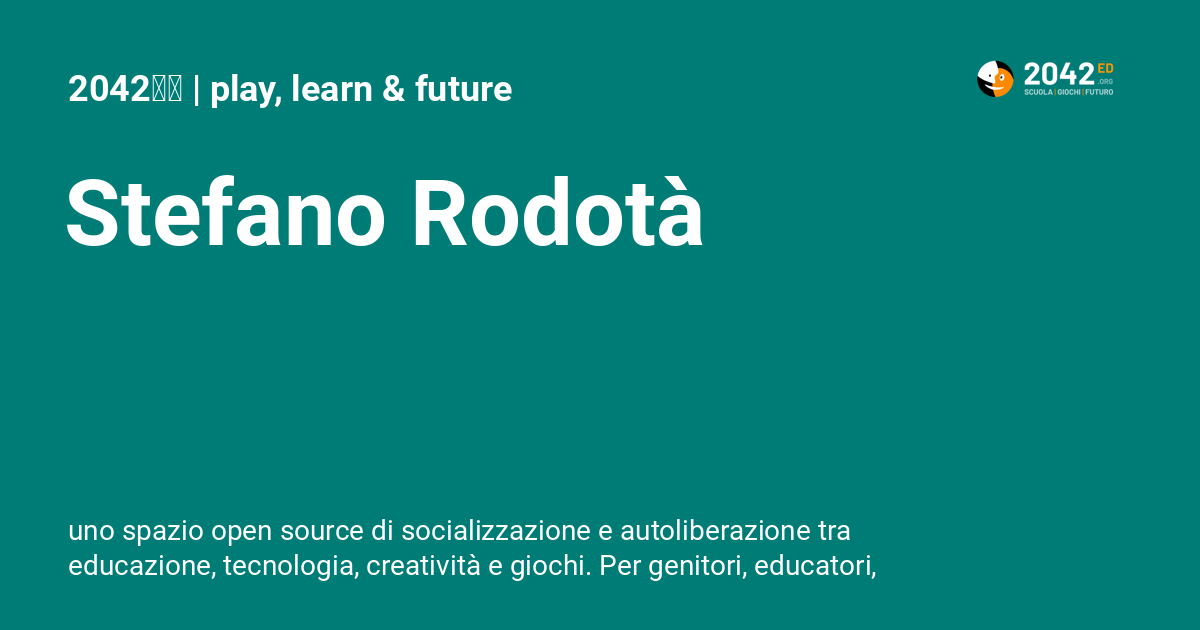 2042 | play, learn & future
2042 ED
.ORG
SCUOLA | GIOCHI | FUTURO
Stefano Rodotà
uno spazio open source di socializzazione e autoliberazione tra
educazione, tecnologia, creatività e giochi. Per genitori, educatori,